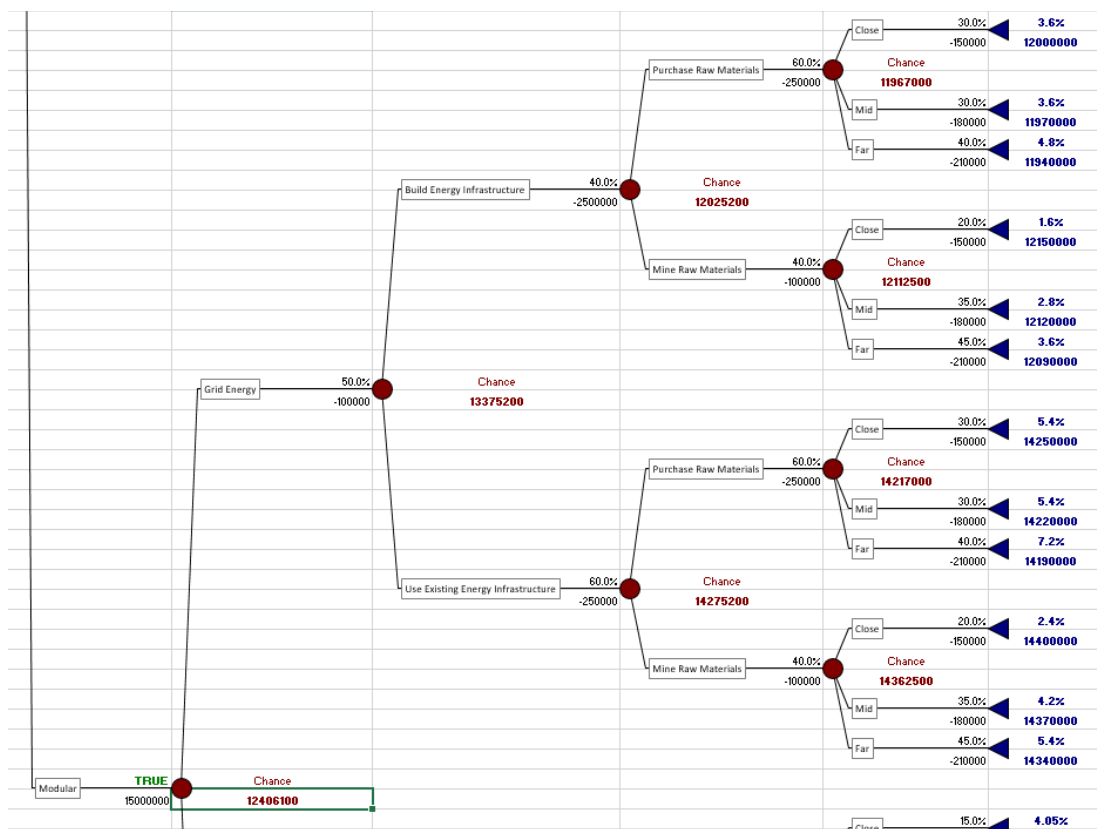 30.0% 3.6%
Close
-150000 12000000
60.0% Chance
Purchase Raw Materials
-250000 11967000
30.0% 3.6%
Mid
-180000 11970000
40.0% 4.8%
Far
-210000 11940000
40.0% Chance
Build Energy Infrastructure
-2500000 12025200
20.0% 1.6%
Close
-150000 12150000
40.0% Chance
Mine Raw Materials
-100000 12112500
35.0% 2.8%
Mid
-180000 12120000
45.0% 3.6%
Far
-210000 12090000
50.0% Chance
Grid Energy
-100000 13375200
30.0% 5.4%
Close
-150000 14250000
60.0% Chance
Purchase Raw Materials
-250000 14217000
30.0% 5.4%
Mid
-180000 14220000
40.0% 7.2%
Far
-210000 14190000
60.0% Chance
Use Existing Energy Infrastructure
-250000 14275200
20.0% 2.4%
Close
-150000 14400000
40.0% Chance
Mine Raw Materials
-100000 14362500
35.0% 4.2%
Mid
-180000 14370000
45.0% 5.4%
Far
-210000 14340000
TRUE Chance
Modular
15000000 12406100
15.0% 4.05%
Close